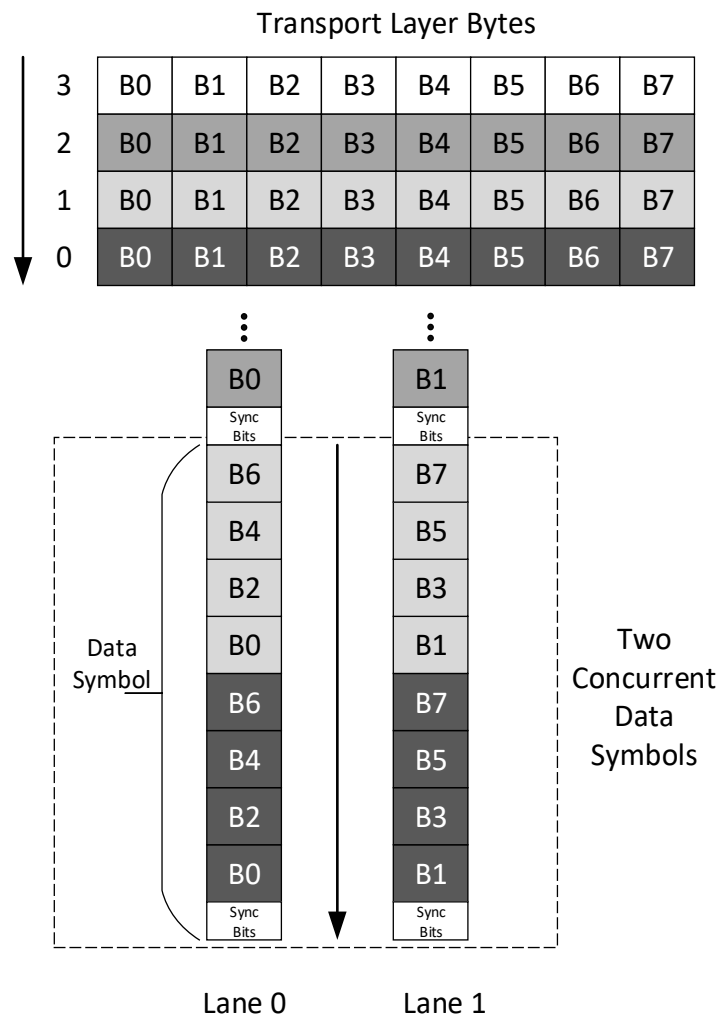 Transport Layer Bytes
3 B0 B1 B2 B3 B4 B5 B6 B7
2 B0 B1 B2 B3 B4 B5 B6 B7
1 B0 B1 B2 B3 B4 B5 B6 B7
0 B0 B1 B2 B3 B4 B5 B6 B7
B0 B1
Sync Sync
Bits Bits
B6 B7
B4 B5
B2 B3
B0 B1
Data
Symbol
Two
Concurrent
Data
Symbols
B6 B7
B4 B5
B2 B3
B0 B1
Sync Sync
Bits Bits
Lane 0 Lane 1